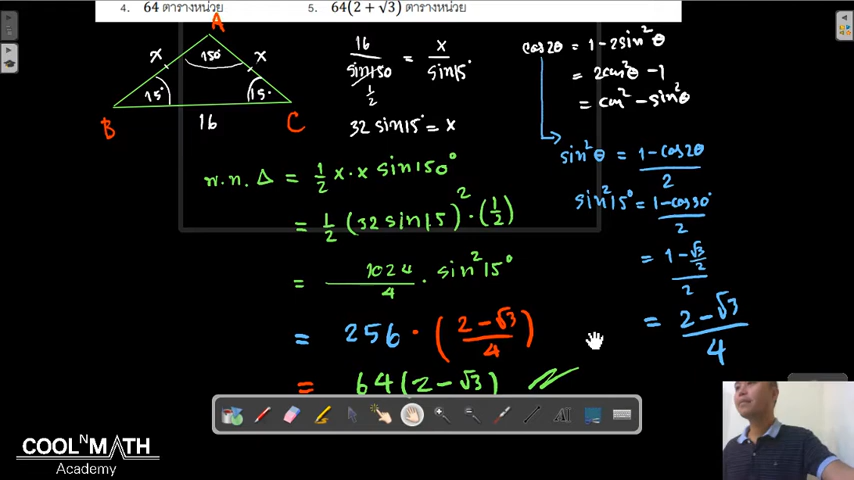 4. 64 ตารางหน่วย 5. 64(2 + √3) ตารางหน่วย
A
150°
x x
15° 15°
B C
16
16/sin150 = x/sin15°
1/2
32 sin15° = x
พ.ท. Δ = 1/2 x·x sin150°
= 1/2 (32 sin15)² · (1/2)
= 1024/4 · sin²15°
= 256 · (2-√3/4)
= 64(2-√3)
cos2θ = 1-2sin²θ
= 2cos²θ -1
= cos² - sin²θ
sin²θ = 1-cos2θ/2
sin²15° = 1-cos30°/2
= 1-√3/2/2
= 2-√3/4
AI
COOL N MATH
Academy